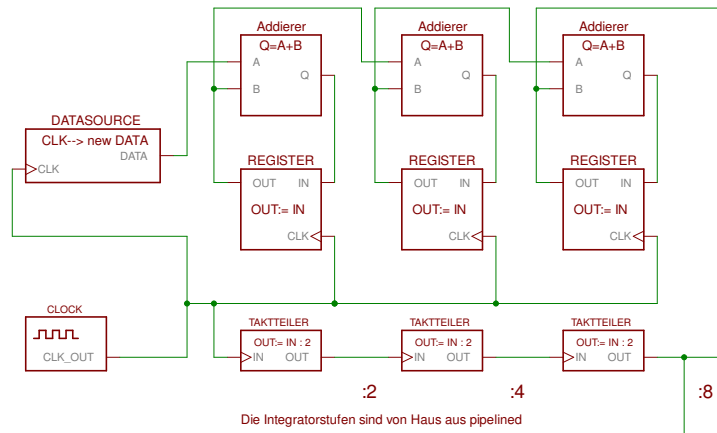 Addierer
Addierer
Addierer
Q=A+B
Q=A+B
Q=A+B
A
A
A
Q
Q
Q
B
B
B
DATASOURCE
CLK--> new DATA
DATA
CLK
REGISTER
REGISTER
REGISTER
OUT IN
OUT IN
OUT IN
OUT:= IN
OUT:= IN
OUT:= IN
CLK
CLK
CLK
CLOCK
CLK_OUT
TAKTTEILER
TAKTTEILER
TAKTTEILER
OUT:= IN : 2
OUT:= IN : 2
OUT:= IN : 2
IN OUT
IN OUT
IN OUT
:2
:4
:8
Die Integratorstufen sind von Haus aus pipelined